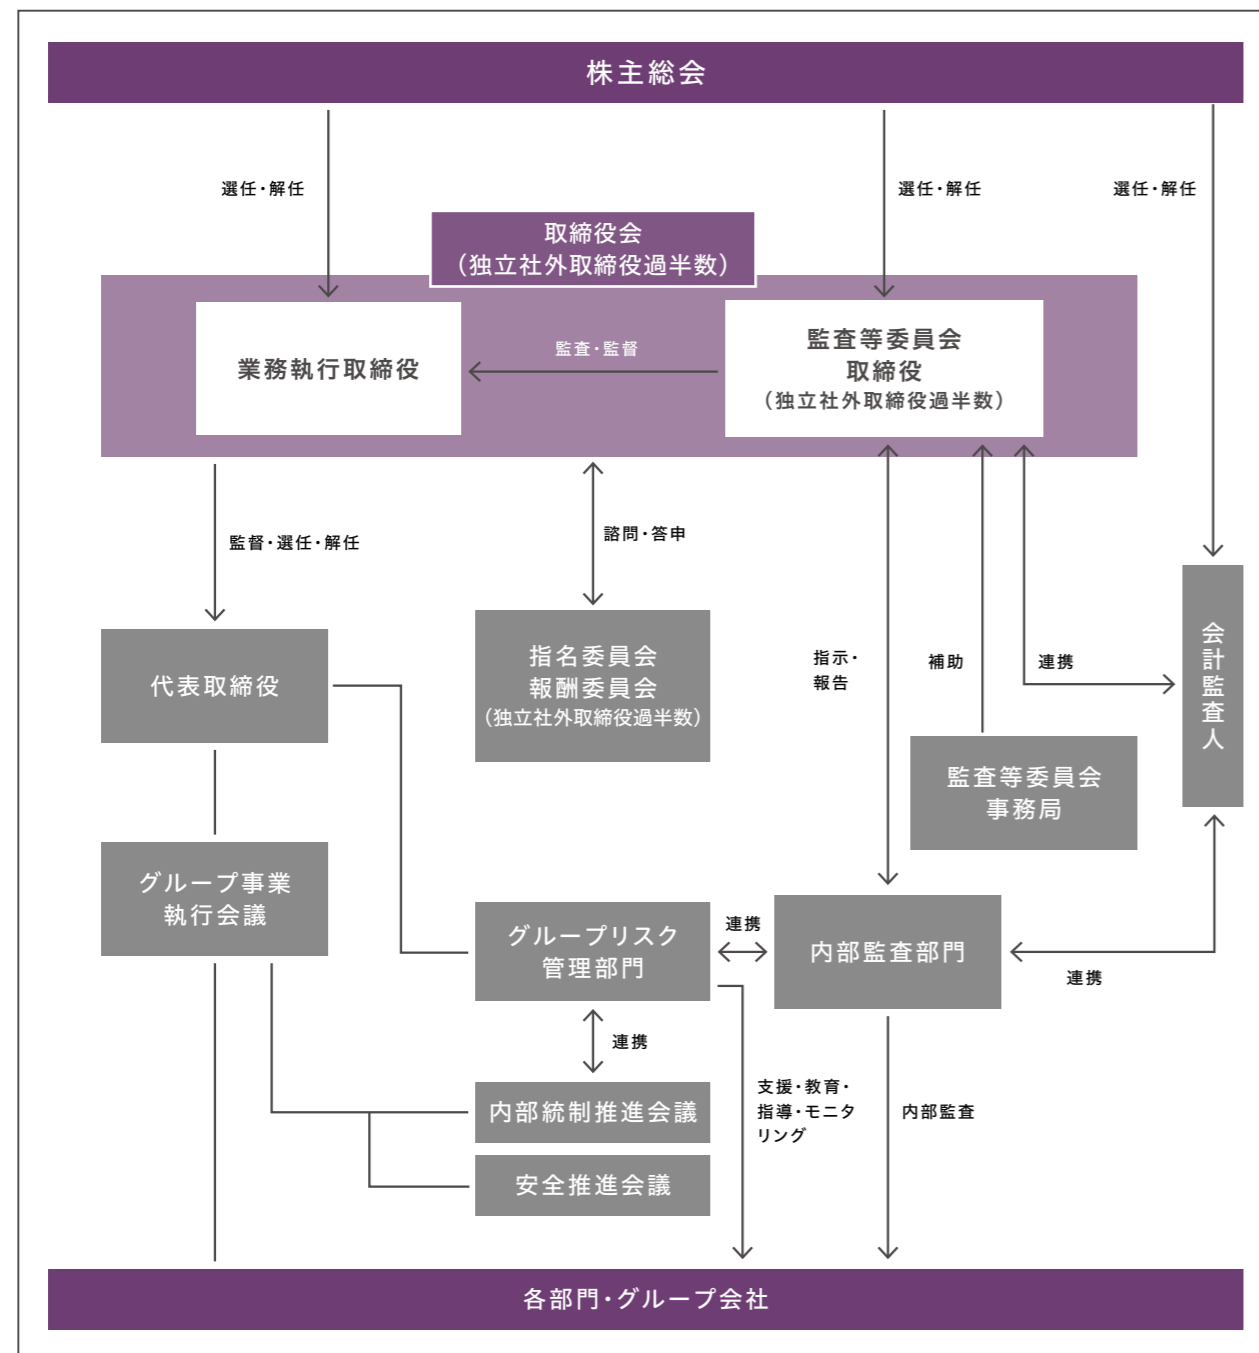 株主総会
選任・解任
選任・解任
選任・解任
取締役会
（独立社外取締役過半数）
業務執行取締役
監査・監督
監査等委員会
取締役
（独立社外取締役過半数）
監督・選任・解任
諮問・答申
代表取締役
指名委員会
報酬委員会
（独立社外取締役過半数）
指示・
報告
補助
連携
会計監査人
監査等委員会
事務局
グループ事業
執行会議
グループリスク
管理部門
連携
内部監査部門
連携
連携
内部統制推進会議
安全推進会議
支援・教育・
指導・モニタ
リング
内部監査
各部門・グループ会社